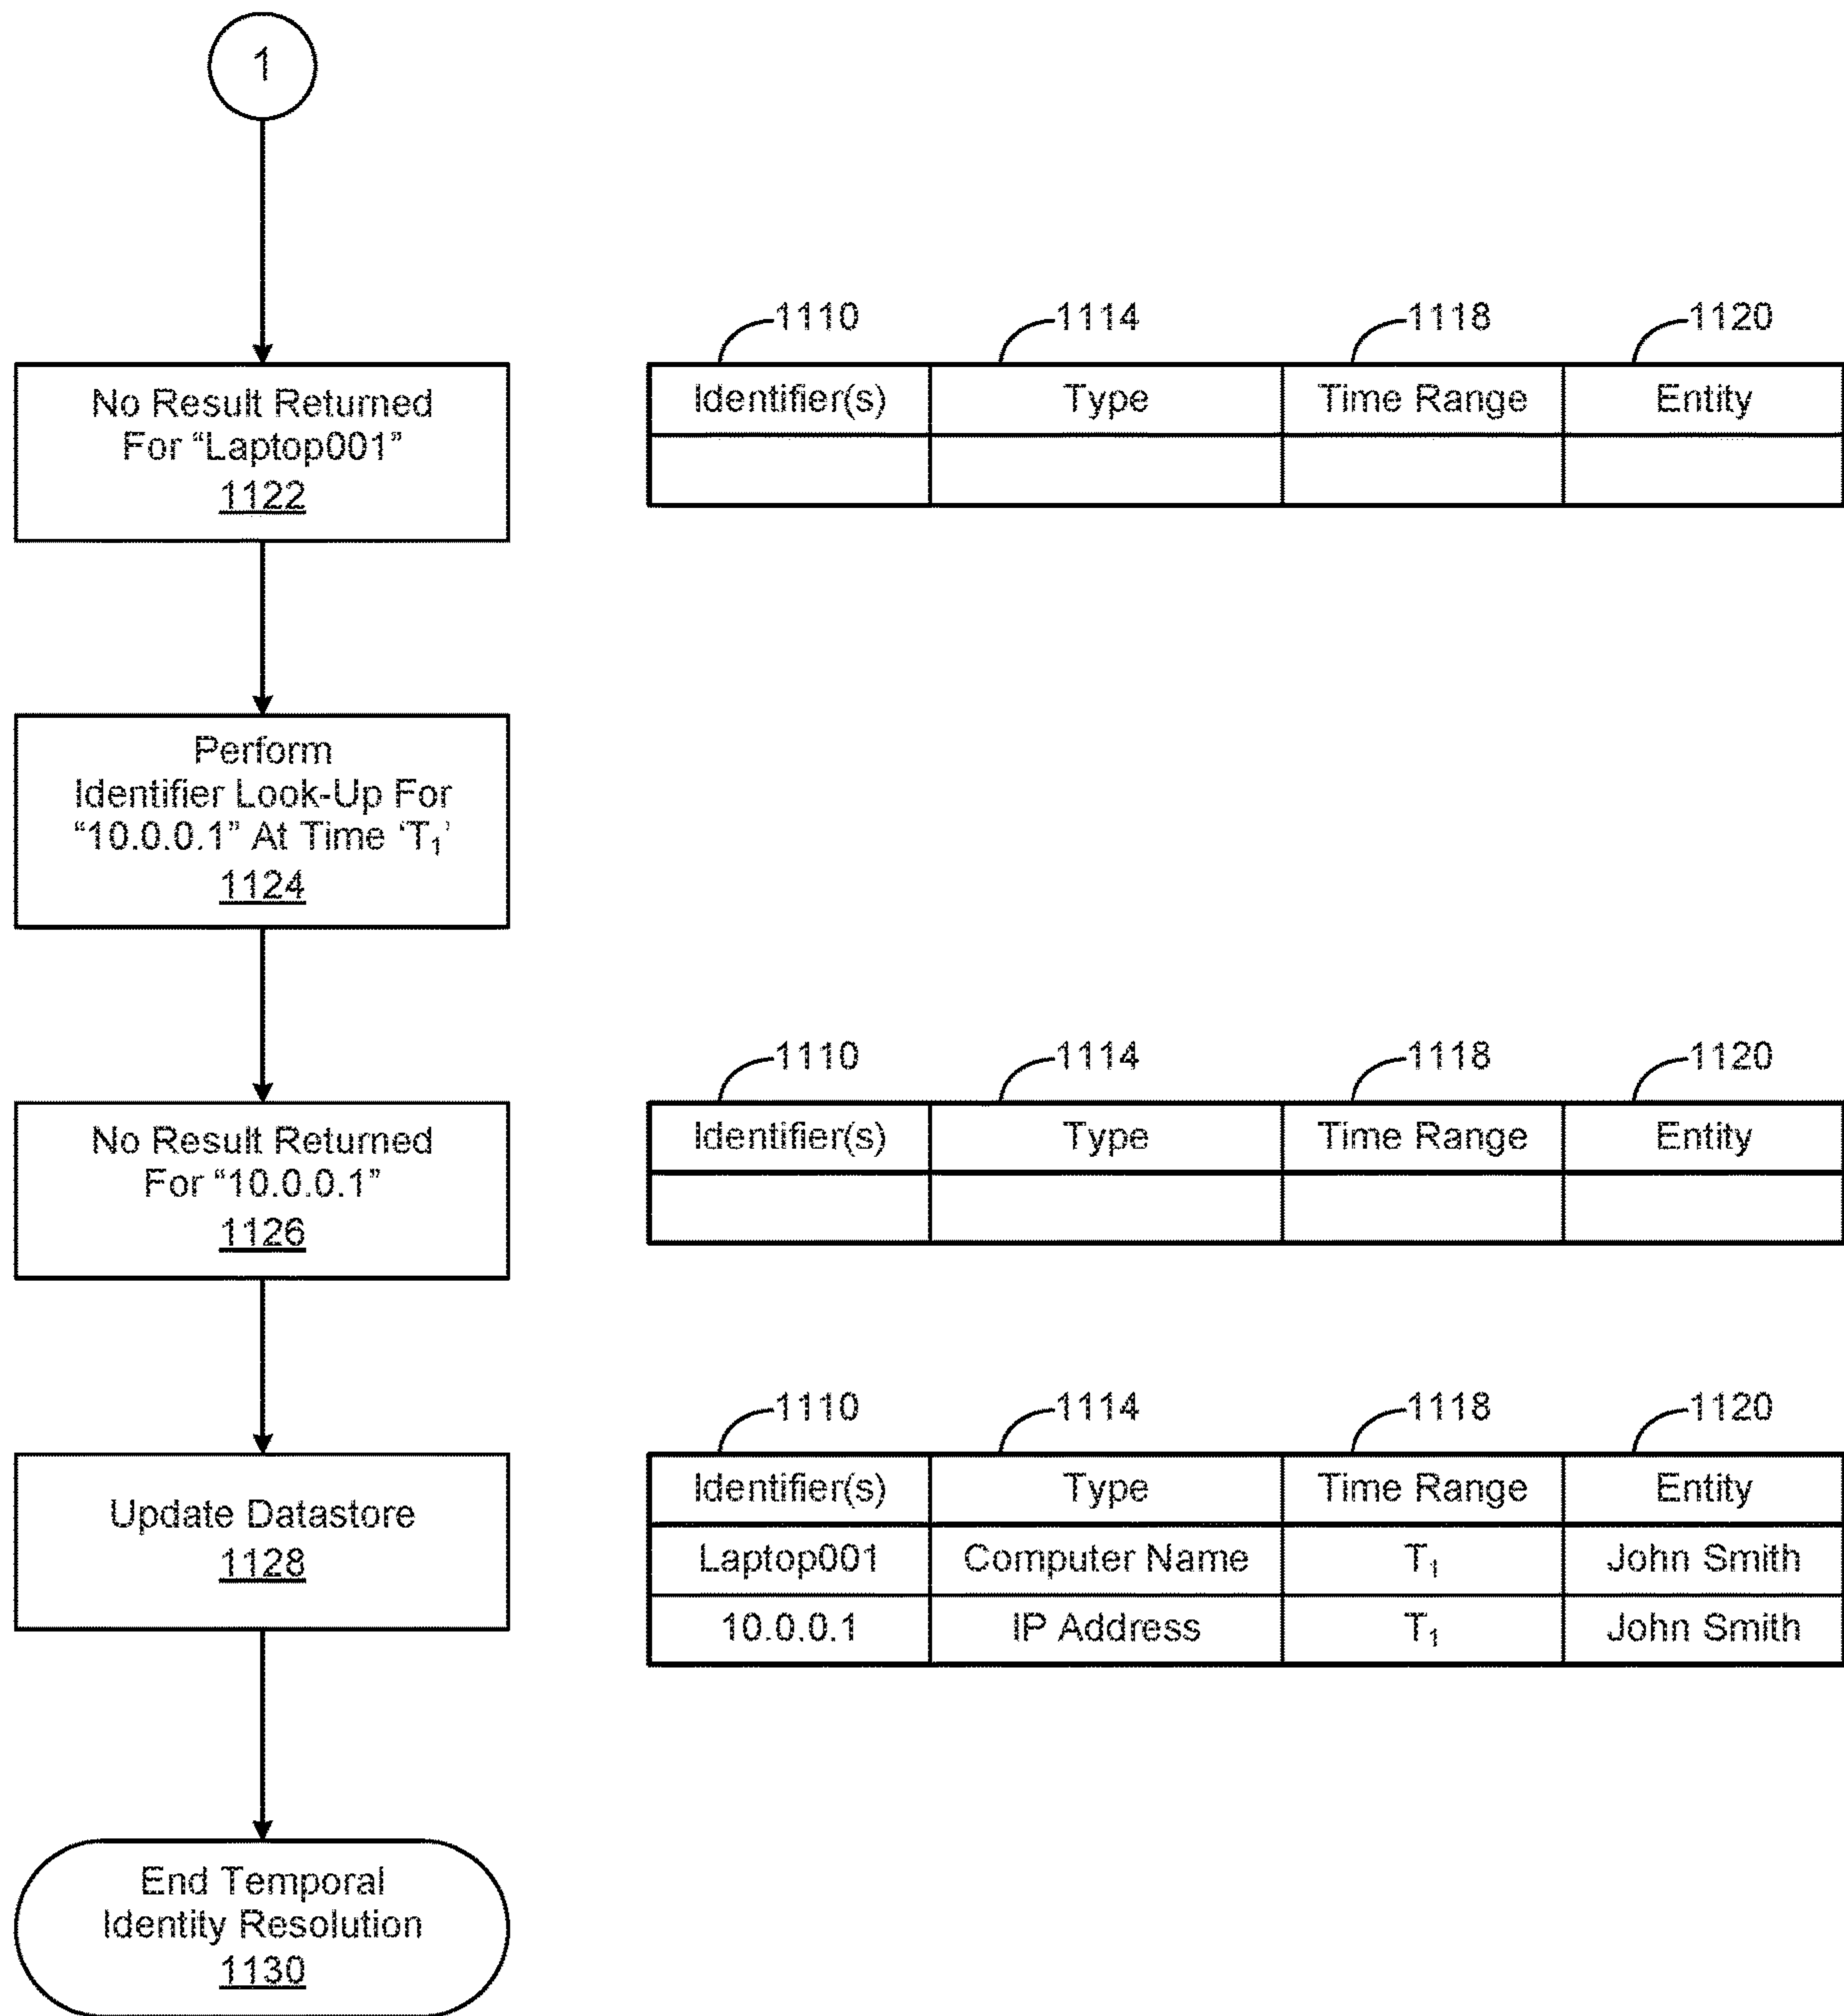 1
No Result Returned
For “Laptop001”
1122
1110 1114 1118 1120
Identifier(s) Type Time Range Entity
Perform
Identifier Look-Up For
“10.0.0.1” At Time ‘T₁’
1124
No Result Returned
For “10.0.0.1”
1126
1110 1114 1118 1120
Identifier(s) Type Time Range Entity
Update Datastore
1128
1110 1114 1118 1120
Identifier(s) Type Time Range Entity
Laptop001 Computer Name T₁ John Smith
10.0.0.1 IP Address T₁ John Smith
End Temporal
Identity Resolution
1130